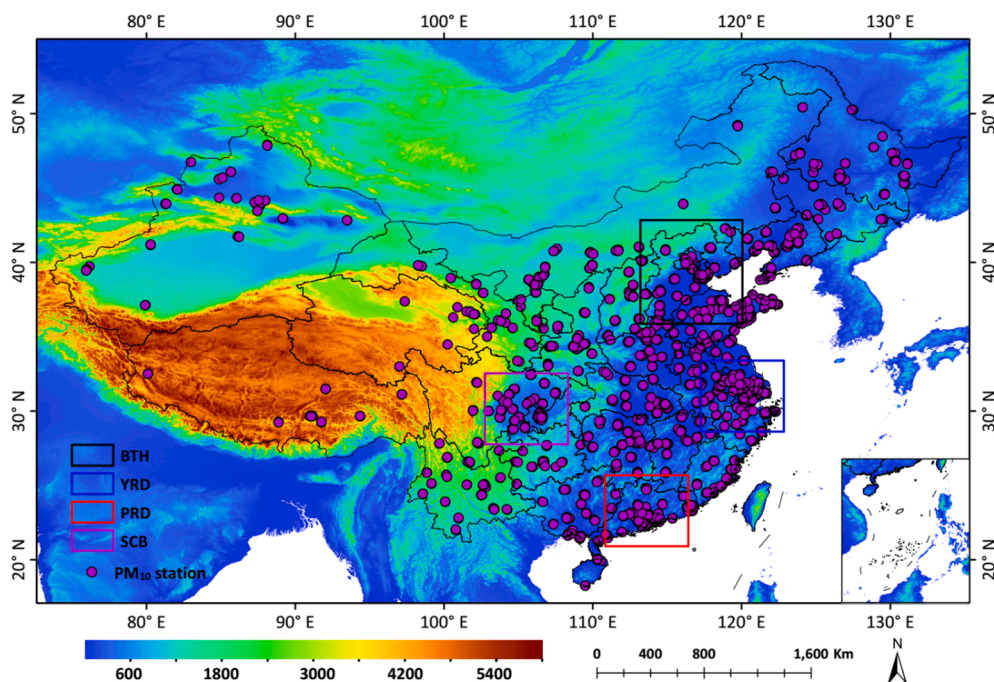 80° E 90° E 100° E 110° E 120° E 130° E
50° N 50° N
40° N 40° N
30° N 30° N
20° N 20° N
BTH
YRD
PRD
SCB
PM₁₀ station
80° E 90° E 100° E 110° E 120° E 130° E
600 1800 3000 4200 5400
0 400 800 1,600 Km
N